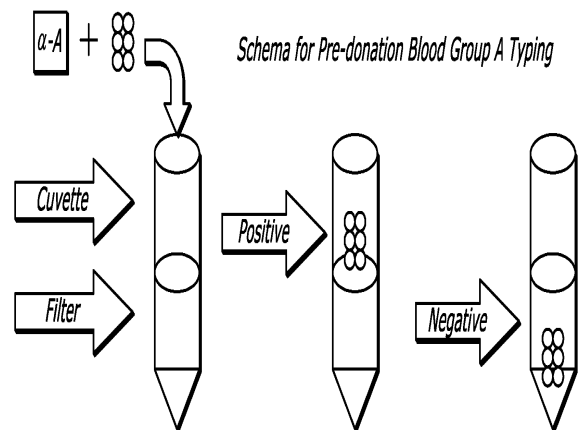 α-A +
Schema for Pre-donation Blood Group A Typing
Cuvette
Positive
Filter
Negative